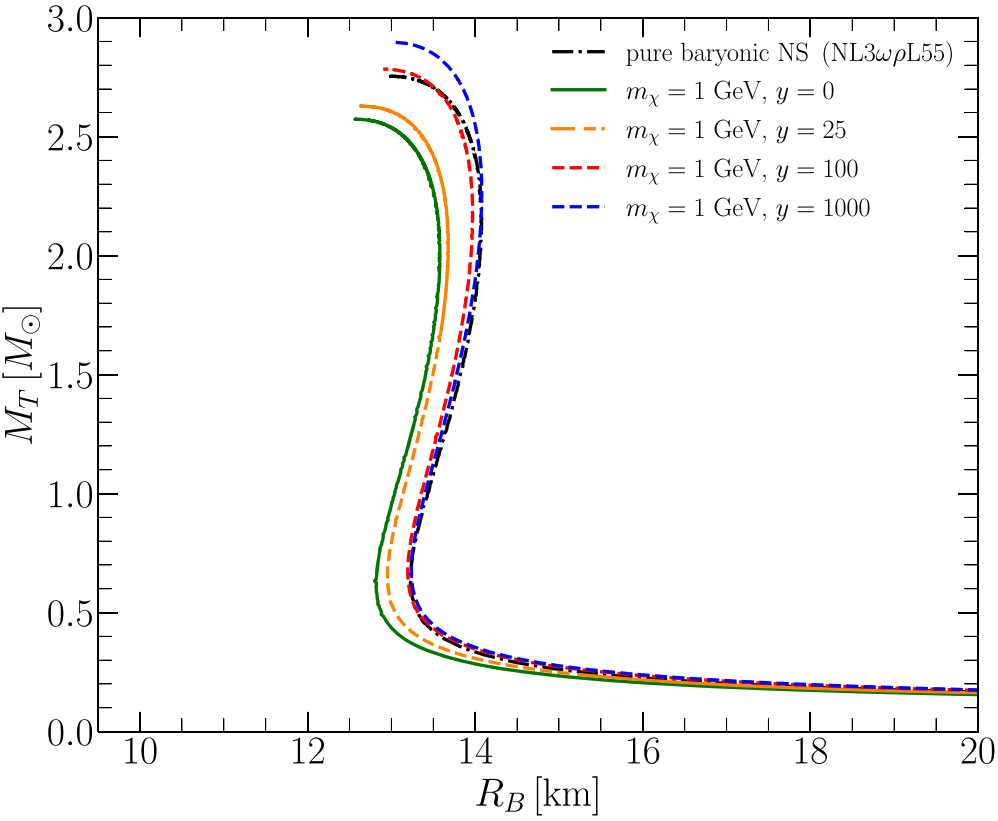 3.0
2.5
2.0
1.5
1.0
0.5
0.0
M_T [M_⊙]
pure baryonic NS (NL3ωρL55)
m_χ = 1 GeV, y = 0
m_χ = 1 GeV, y = 25
m_χ = 1 GeV, y = 100
m_χ = 1 GeV, y = 1000
10 12 14 16 18 20
R_B [km]